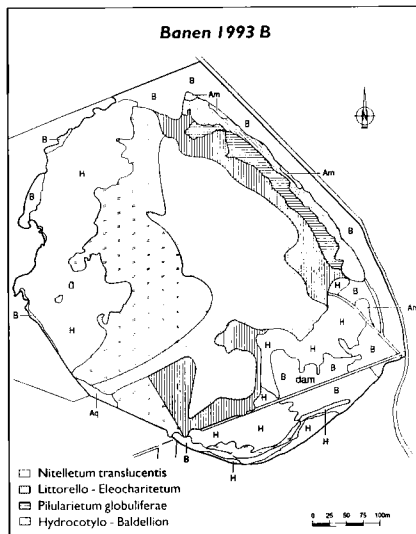 Banen 1993 B
B
Am
B
B
N
H
Am
B
B
H
B
Am
H
H
B
H
B
dam
B
H
B
Aq
H
H
H
B
H
H
Nitelletum translucentis
Littorello - Eleocharitetum
Pilularietum globuliferae
Hydrocotylo - Baldellion
0 25 50 75 100m